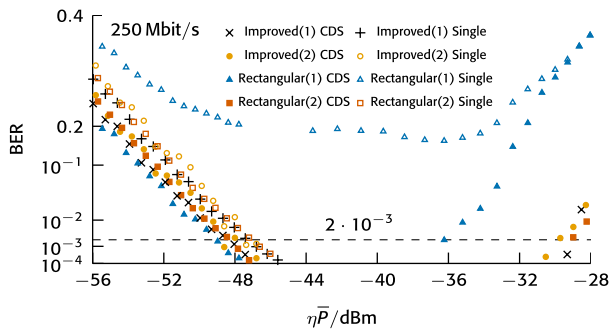 0.4
250 Mbit/s
Improved(1) CDS
Improved(1) Single
Improved(2) CDS
Improved(2) Single
Rectangular(1) CDS
Rectangular(1) Single
Rectangular(2) CDS
Rectangular(2) Single
BER
0.2
10⁻¹
10⁻²
2 · 10⁻³
10⁻³
10⁻⁴
−56 −52 −48 −44 −40 −36 −32 −28
ηP̅/dBm